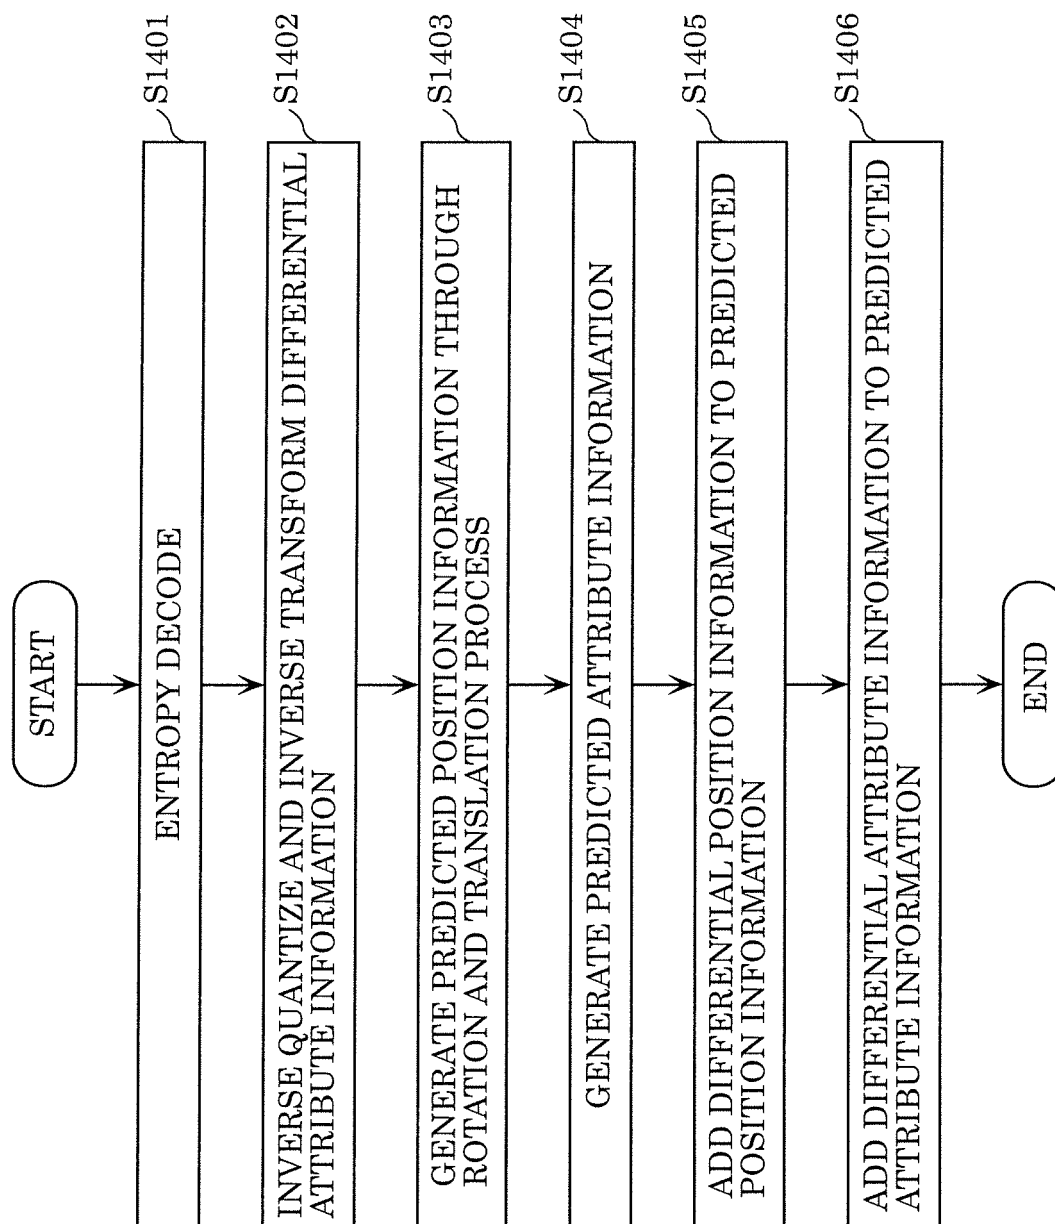 START
ENTROPY DECODE
S1401
INVERSE QUANTIZE AND INVERSE TRANSFORM DIFFERENTIAL
ATTRIBUTE INFORMATION
S1402
GENERATE PREDICTED POSITION INFORMATION THROUGH
ROTATION AND TRANSLATION PROCESS
S1403
GENERATE PREDICTED ATTRIBUTE INFORMATION
S1404
ADD DIFFERENTIAL POSITION INFORMATION TO PREDICTED
POSITION INFORMATION
S1405
ADD DIFFERENTIAL ATTRIBUTE INFORMATION TO PREDICTED
ATTRIBUTE INFORMATION
S1406
END